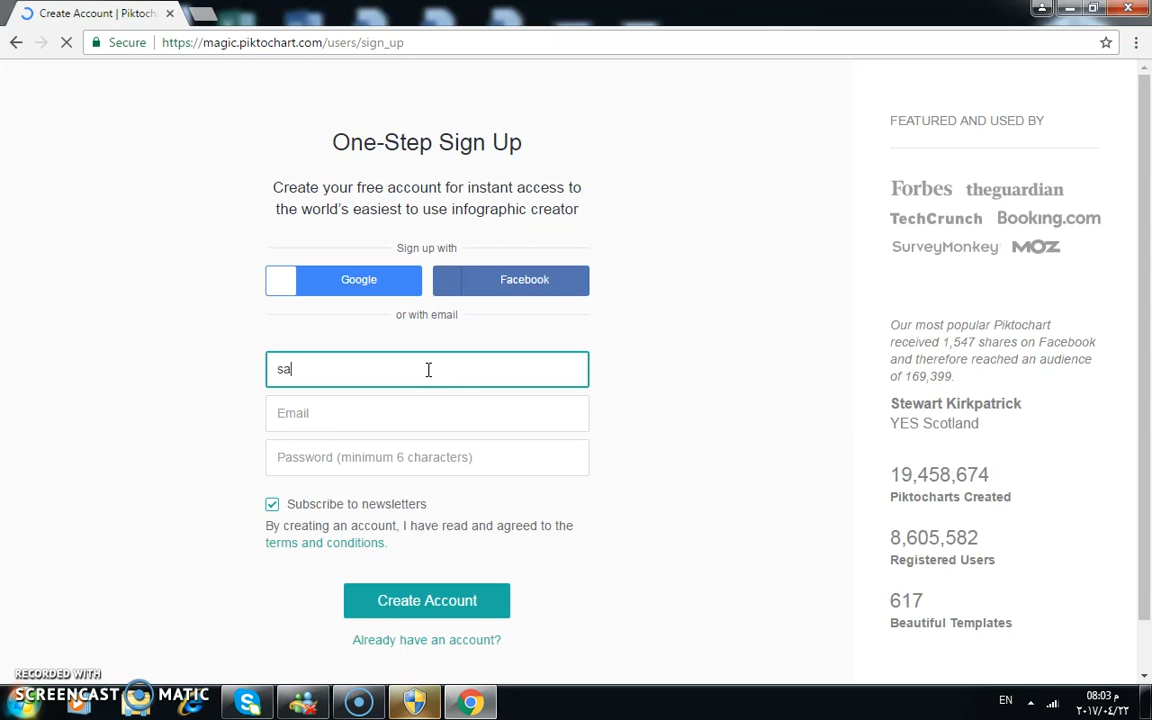 Create Account | Piktoch
Secure
https://magic.piktochart.com/users/sign_up
One-Step Sign Up
Create your free account for instant access to
the world's easiest to use infographic creator
Sign up with
Google
Facebook
or with email
sa
Email
Password (minimum 6 characters)
Subscribe to newsletters
By creating an account, I have read and agreed to the
terms and conditions.
Create Account
Already have an account?
FEATURED AND USED BY
Forbes theguardian
TechCrunch Booking.com
SurveyMonkey MOZ
Our most popular Piktochart
received 1,547 shares on Facebook
and therefore reached an audience
of 169,399.
Stewart Kirkpatrick
YES Scotland
19,458,674
Piktocharts Created
8,605,582
Registered Users
617
Beautiful Templates
RECORDED WITH
SCREENCAST MATIC
EN
08:03 م
٢٠١٧/٠٤/٢٢